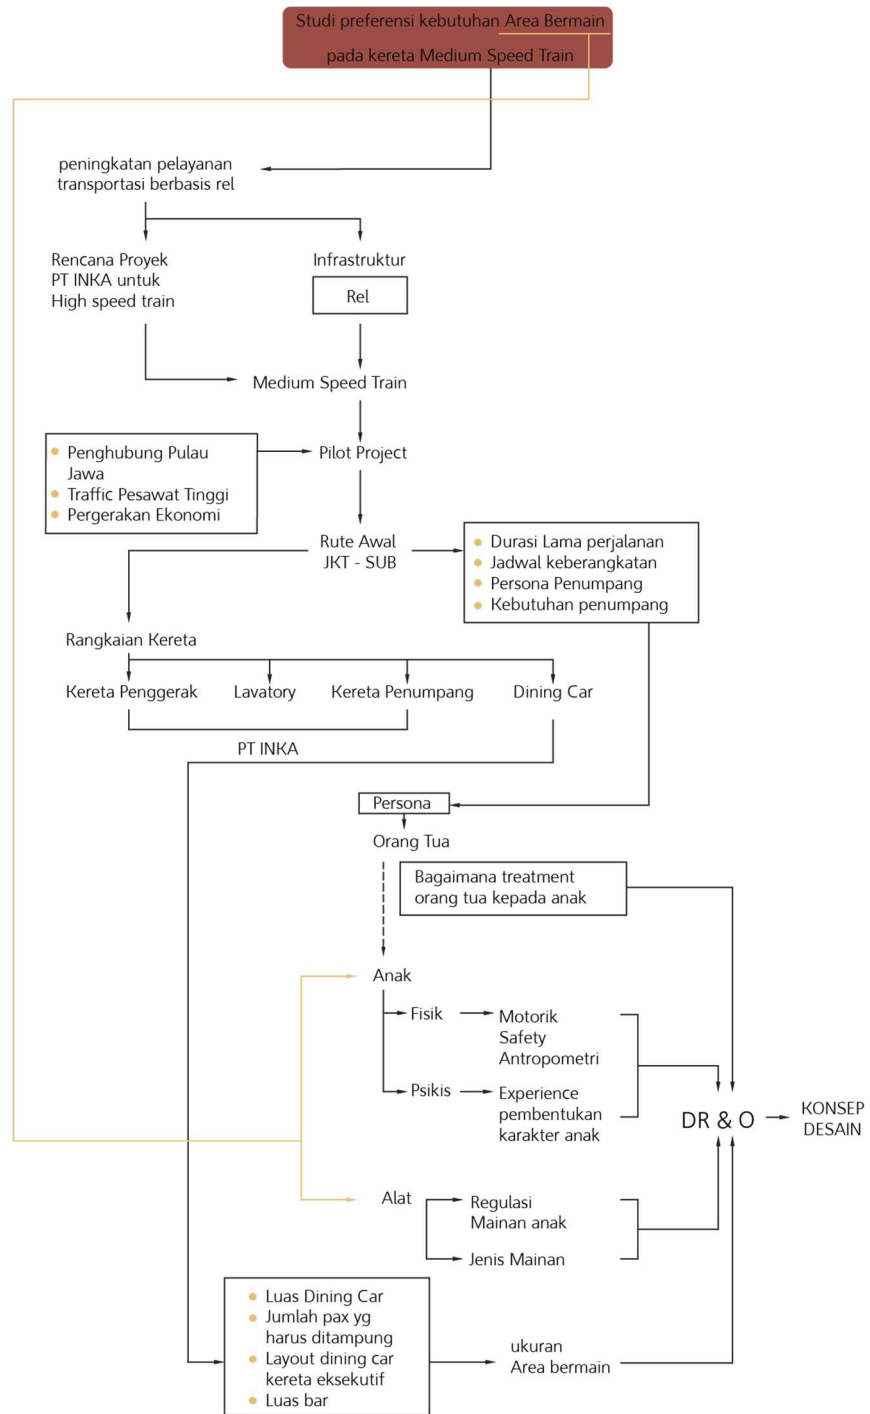 Studi preferensi kebutuhan Area Bermain
pada kereta Medium Speed Train
peningkatan pelayanan
transportasi berbasis rel
Rencana Proyek
PT INKA untuk
High speed train
Infrastruktur
Rel
Medium Speed Train
Penghubung Pulau
Jawa
Traffic Pesawat Tinggi
Pergerakan Ekonomi
Pilot Project
Rute Awal
JKT - SUB
Durasi Lama perjalanan
Jadwal keberangkatan
Persona Penumpang
Kebutuhan penumpang
Rangkaian Kereta
Kereta Penggerak
Lavatory
Kereta Penumpang
Dining Car
PT INKA
Persona
Orang Tua
Bagaimana treatment
orang tua kepada anak
Anak
Fisik
Motorik
Safety
Antropometri
Psikis
Experience
pembentukan
karakter anak
DR & O
KONSEP
DESAIN
Alat
Regulasi
Mainan anak
Jenis Mainan
Luas Dining Car
Jumlah pax yg
harus ditampung
Layout dining car
kereta eksekutif
Luas bar
ukuran
Area bermain